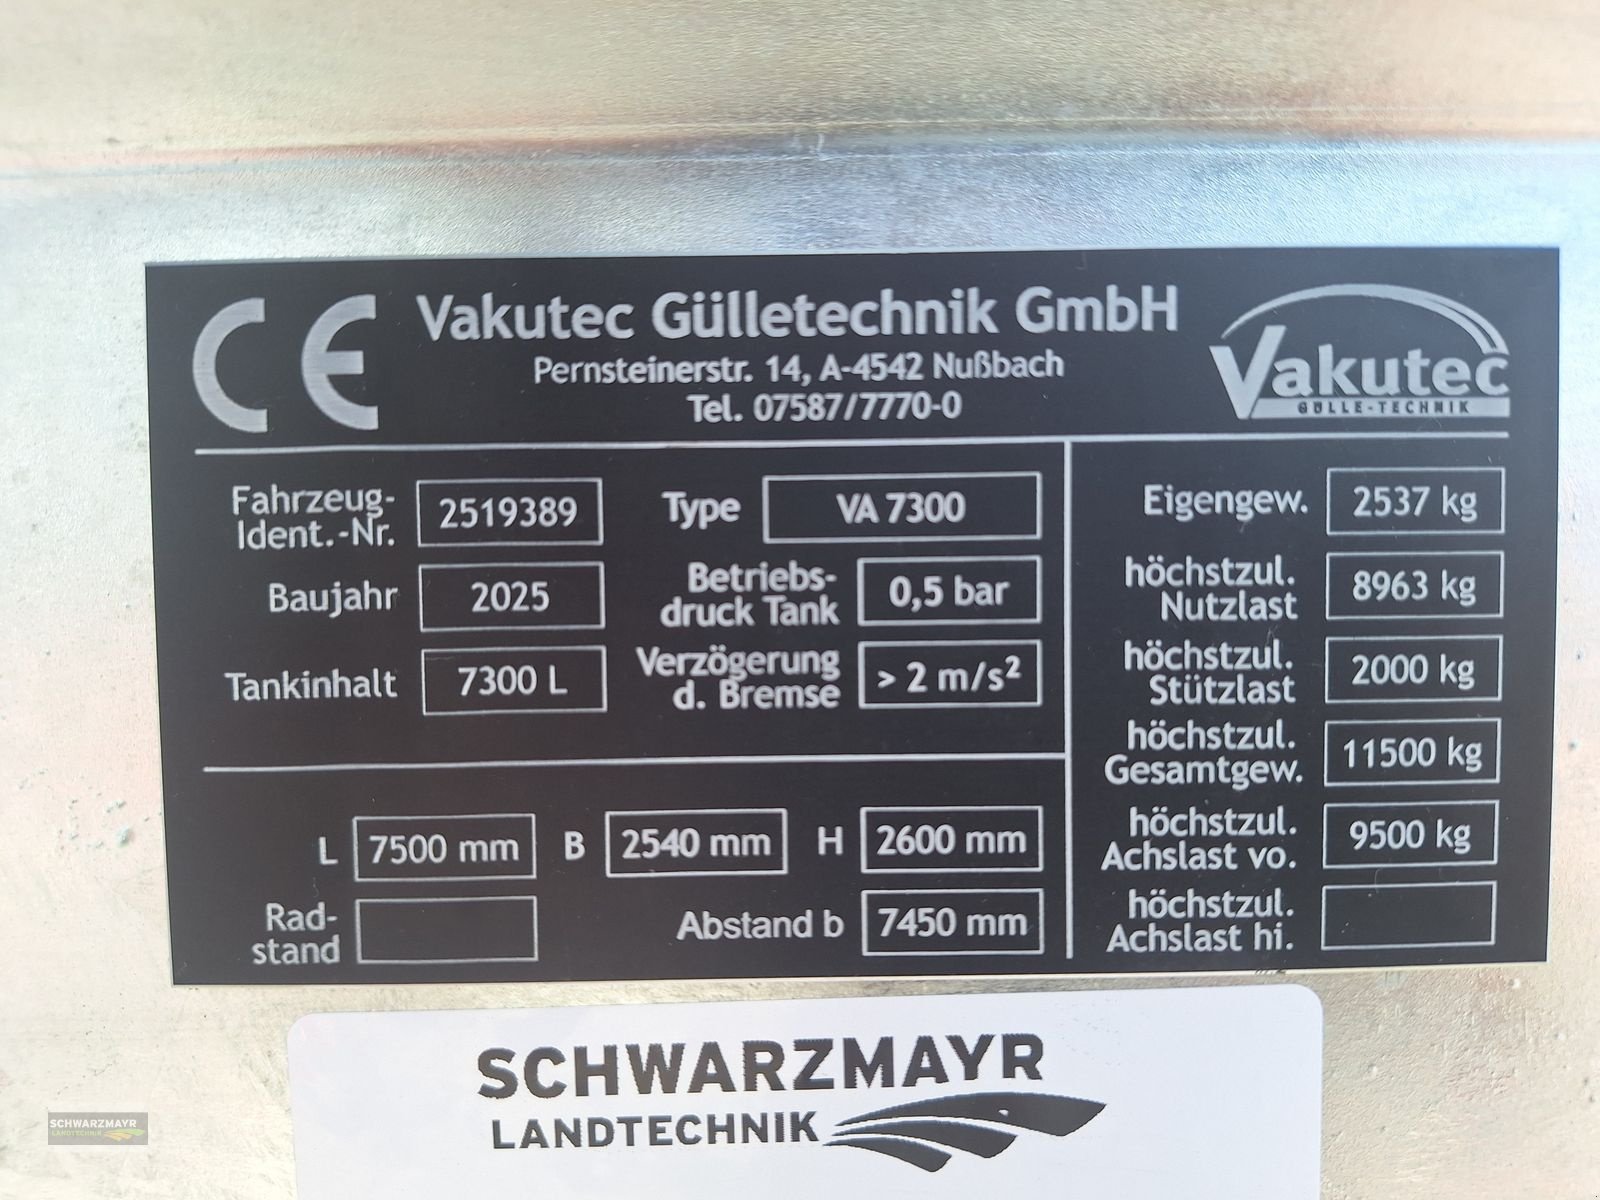 CE Vakutec Gülletechnik GmbH
Pernsteinerstr. 14, A-4542 Nußbach
Tel. 07587/7770-0
Vakutec
GÜLLE-TECHNIK
Fahrzeug-
Ident.-Nr. 2519389
Type VA 7300
Baujahr 2025
Betriebs-
druck Tank 0,5 bar
Tankinhalt 7300 L
Verzögerung
d. Bremse > 2 m/s²
L 7500 mm B 2540 mm H 2600 mm
Rad-
stand
Abstand b 7450 mm
Eigengew. 2537 kg
höchstzul.
Nutzlast 8963 kg
höchstzul.
Stützlast 2000 kg
höchstzul.
Gesamtgew. 11500 kg
höchstzul.
Achslast vo. 9500 kg
höchstzul.
Achslast hi.
SCHWARZMAYR
LANDTECHNIK
SCHWARZMAYR
LANDTECHNIK